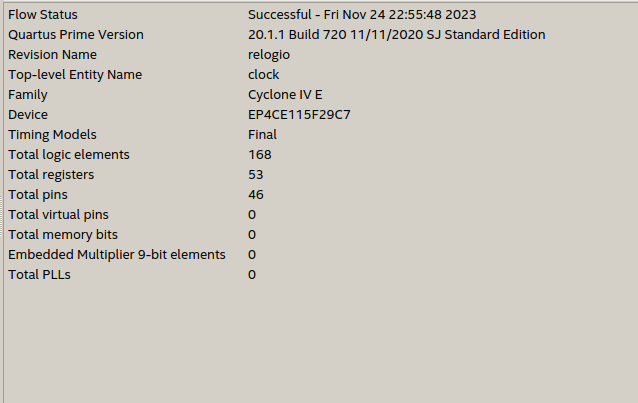 Flow Status Successful - Fri Nov 24 22:55:48 2023
Quartus Prime Version 20.1.1 Build 720 11/11/2020 SJ Standard Edition
Revision Name relogio
Top-level Entity Name clock
Family Cyclone IV E
Device EP4CE115F29C7
Timing Models Final
Total logic elements 168
Total registers 53
Total pins 46
Total virtual pins 0
Total memory bits 0
Embedded Multiplier 9-bit elements 0
Total PLLs 0